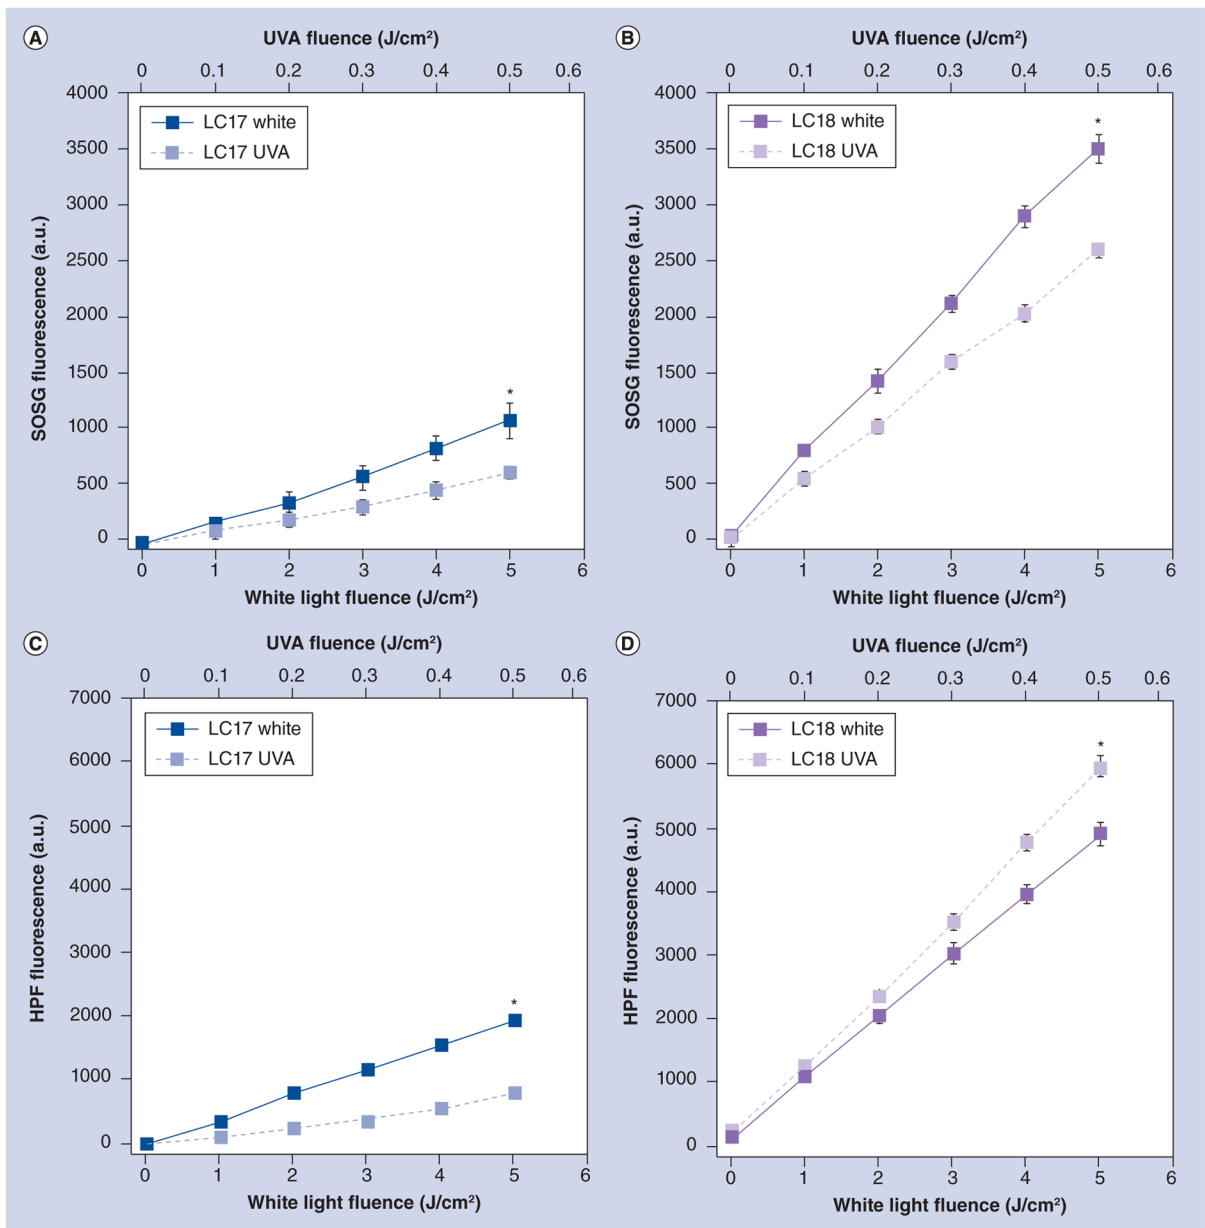 A
UVA fluence (J/cm²)
0 0.1 0.2 0.3 0.4 0.5 0.6
4000
3500
3000
2500
2000
1500
1000
500
0
SOSG fluorescence (a.u.)
LC17 white
LC17 UVA
*
0 1 2 3 4 5 6
White light fluence (J/cm²)
B
UVA fluence (J/cm²)
0 0.1 0.2 0.3 0.4 0.5 0.6
4000
3500
3000
2500
2000
1500
1000
500
0
SOSG fluorescence (a.u.)
LC18 white
LC18 UVA
*
0 1 2 3 4 5 6
White light fluence (J/cm²)
C
UVA fluence (J/cm²)
0 0.1 0.2 0.3 0.4 0.5 0.6
7000
6000
5000
4000
3000
2000
1000
0
HPF fluorescence (a.u.)
LC17 white
LC17 UVA
*
0 1 2 3 4 5 6
White light fluence (J/cm²)
D
UVA fluence (J/cm²)
0 0.1 0.2 0.3 0.4 0.5 0.6
7000
6000
5000
4000
3000
2000
1000
0
HPF fluorescence (a.u.)
LC18 white
LC18 UVA
*
0 1 2 3 4 5 6
White light fluence (J/cm²)